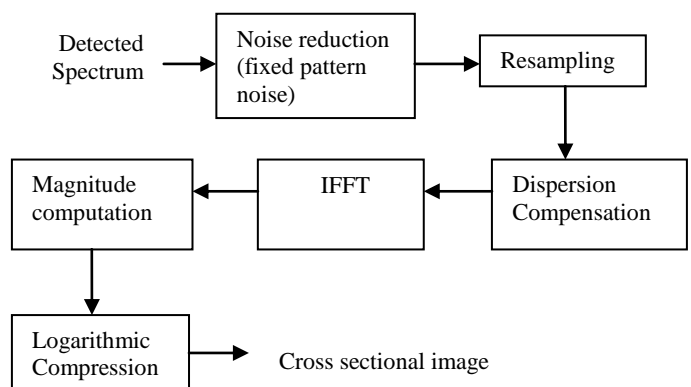 Detected
Spectrum
Noise reduction
(fixed pattern
noise)
Resampling
Dispersion
Compensation
IFFT
Magnitude
computation
Logarithmic
Compression
Cross sectional image